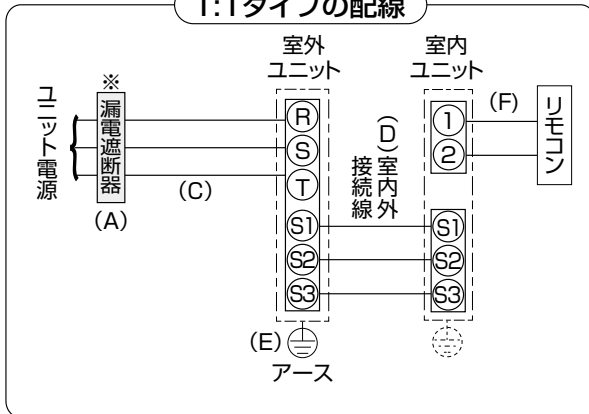 1:1タイプの配線
室外
ユニット
室内
ユニット
※
ユニット電源
漏電遮断器
(A)
(C)
R
S
T
S1
S2
S3
(D)室内外
接続線
1
2
(F)
リモコン
S1
S2
S3
(E)
アース